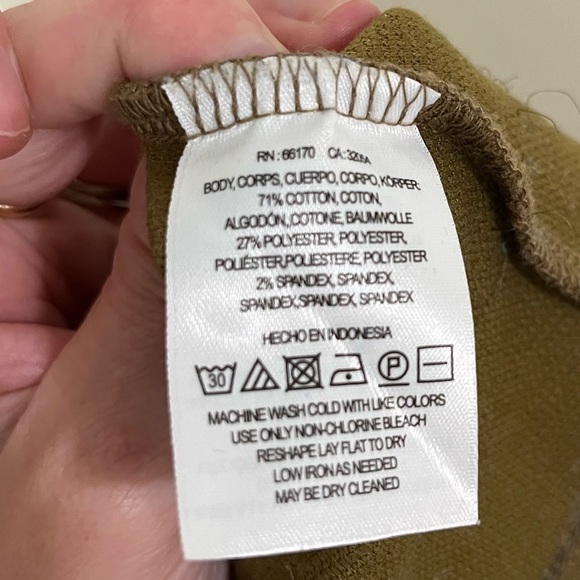 RN : 66170 CA : 32054
BODY, CORPS, CUERPO, CORPO, KÖRPER:
71% COTTON, COTON,
ALGODÓN, COTONE, BAUMWOLLE
27% POLYESTER, POLYESTER,
POLIÉSTER,POLIESTERE, POLYESTER
2% SPANDEX, SPANDEX,
SPANDEX,SPANDEX, SPANDEX
HECHO EN INDONESIA
30 P
MACHINE WASH COLD WITH LIKE COLORS
USE ONLY NON-CHLORINE BLEACH
RESHAPE LAY FLAT TO DRY
LOW IRON AS NEEDED
MAY BE DRY CLEANED